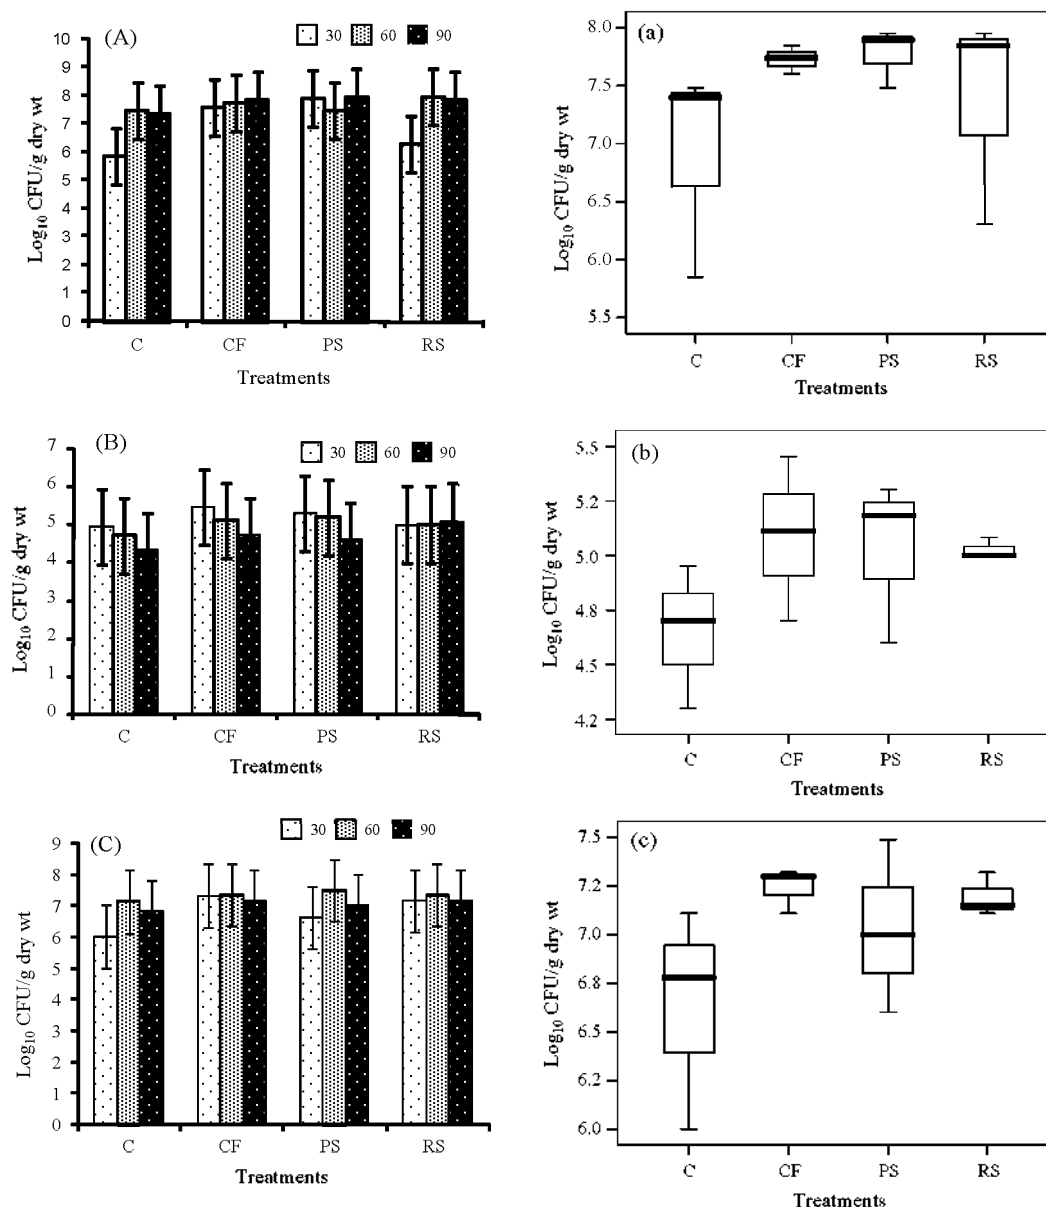 (A)
30 60 90
10
9
8
7
6
5
4
3
2
1
0
Log10 CFU/g dry wt
C CF PS RS
Treatments
(a)
8.0
7.5
7.0
6.5
6.0
5.5
Log10 CFU/g dry wt
C CF PS RS
Treatments
(B)
30 60 90
7
6
5
4
3
2
1
0
Log10 CFU/g dry wt
C CF PS RS
Treatments
(b)
5.5
5.2
5.0
4.8
4.5
4.2
Log10 CFU/g dry wt
C CF PS RS
Treatments
(C)
30 60 90
9
8
7
6
5
4
3
2
1
0
Log10 CFU/g dry wt
C CF PS RS
Treatments
(c)
7.5
7.2
7.0
6.8
6.5
6.2
6.0
Log10 CFU/g dry wt
C CF PS RS
Treatments